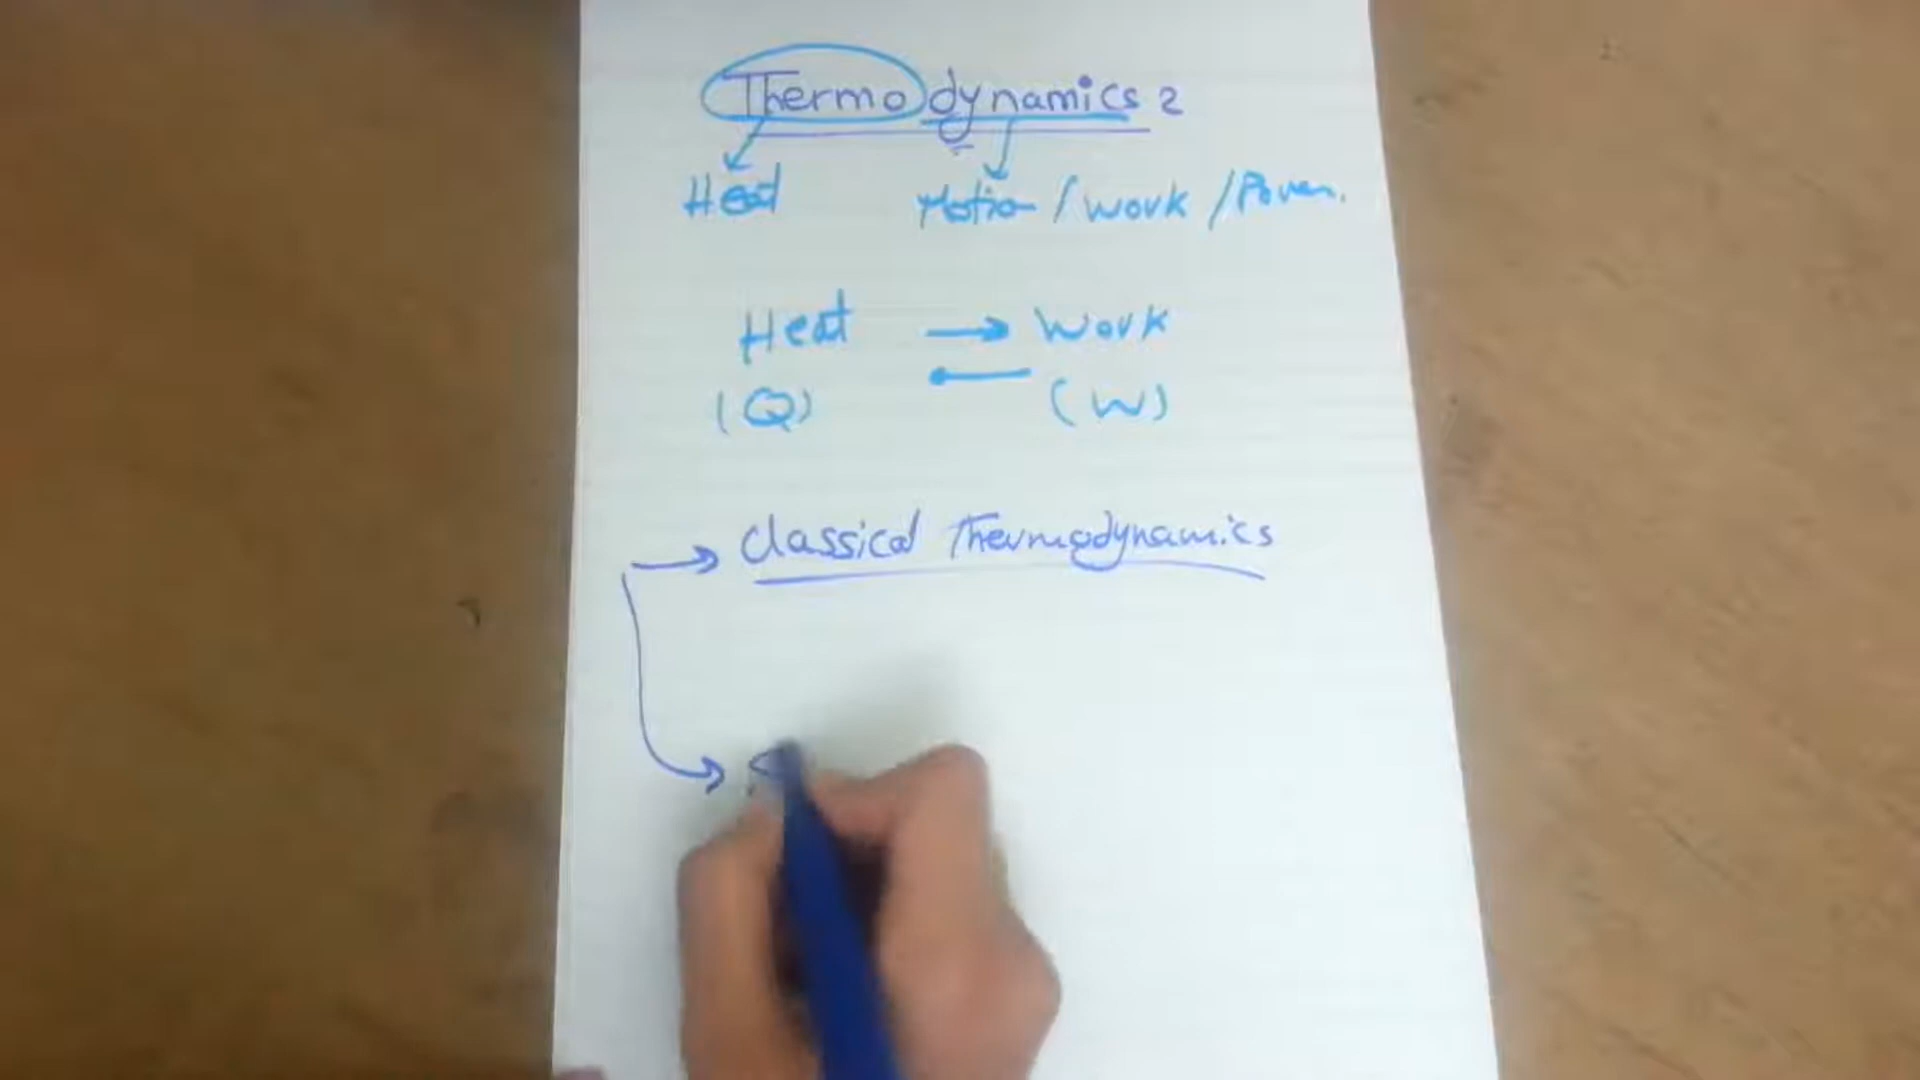 Thermodynamics 2
Heat Motion / Work / Power.
Heat → Work
(Q) (W)
→ Classical Thermodynamics
→ S